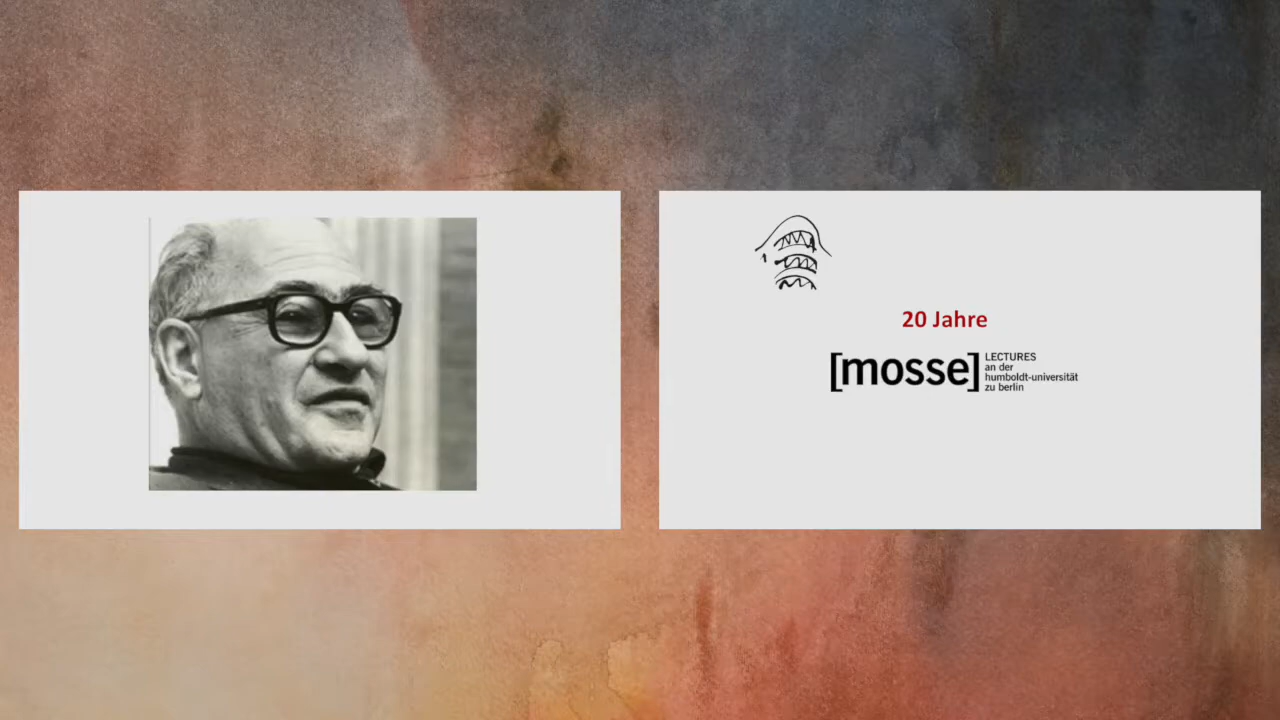 20 Jahre
[mosse]
LECTURES
an der
humboldt-universität
zu berlin